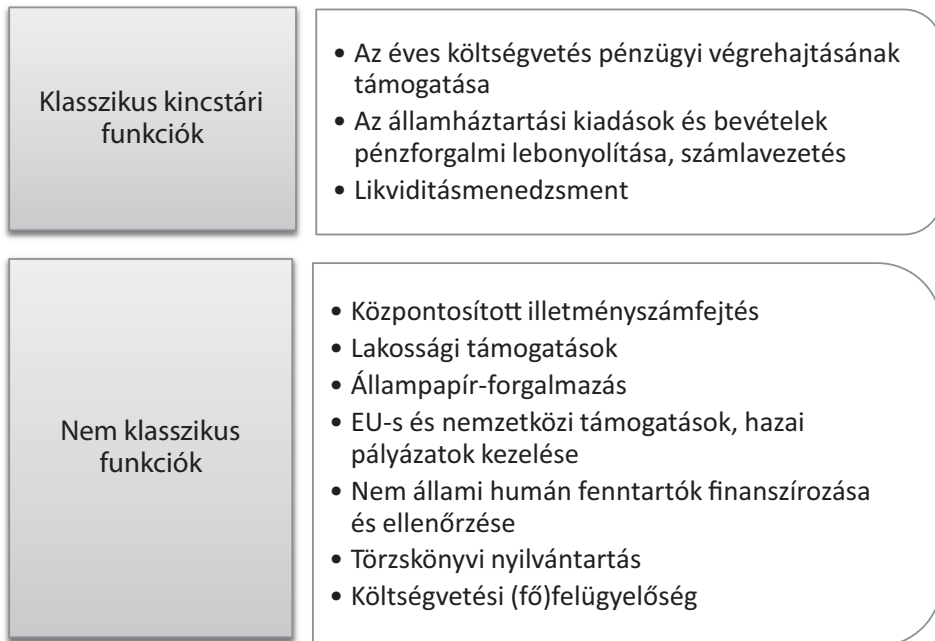 Klasszikus kincstári
funkciók
• Az éves költségvetés pénzügyi végrehajtásának
támogatása
• Az államháztartási kiadások és bevételek
pénzforgalmi lebonyolítása, számlavezetés
• Likviditásmenedzsment
Nem klasszikus
funkciók
• Központosított illetményszámfejtés
• Lakossági támogatások
• Állampapír-forgalmazás
• EU-s és nemzetközi támogatások, hazai
pályázatok kezelése
• Nem állami humán fenntartók finanszírozása
és ellenőrzése
• Törzskönyvi nyilvántartás
• Költségvetési (fő)felügyelőség